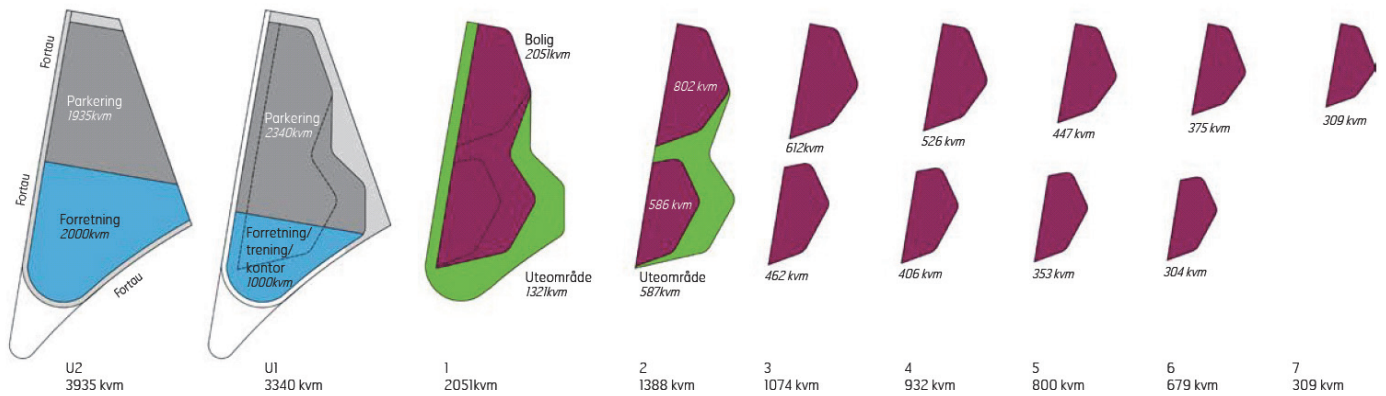 Fortau
Parkering
1935kvm
Fortau
Forretning
2000kvm
Fortau
U2
3935 kvm
Parkering
2340kvm
Forretning/
trening/
kontor
1000kvm
U1
3340 kvm
Bolig
2051kvm
Uteområde
1321kvm
1
2051kvm
802 kvm
586 kvm
Uteområde
587kvm
2
1388 kvm
612kvm
462 kvm
3
1074 kvm
526 kvm
406 kvm
4
932 kvm
447 kvm
353 kvm
5
800 kvm
375 kvm
304 kvm
6
679 kvm
309 kvm
7
309 kvm